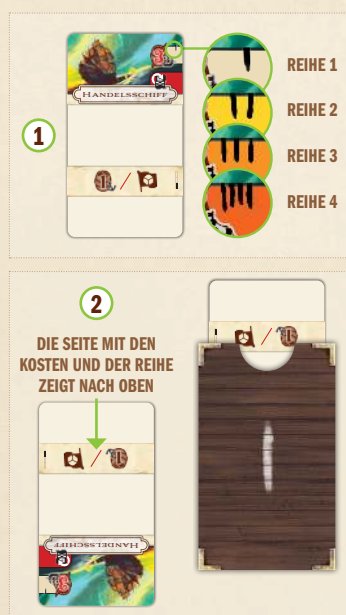 1
HANDELSSCHIFF
REIHE 1
REIHE 2
REIHE 3
REIHE 4
2
DIE SEITE MIT DEN
KOSTEN UND DER REIHE
ZEIGT NACH OBEN
HANDELSSCHIFF